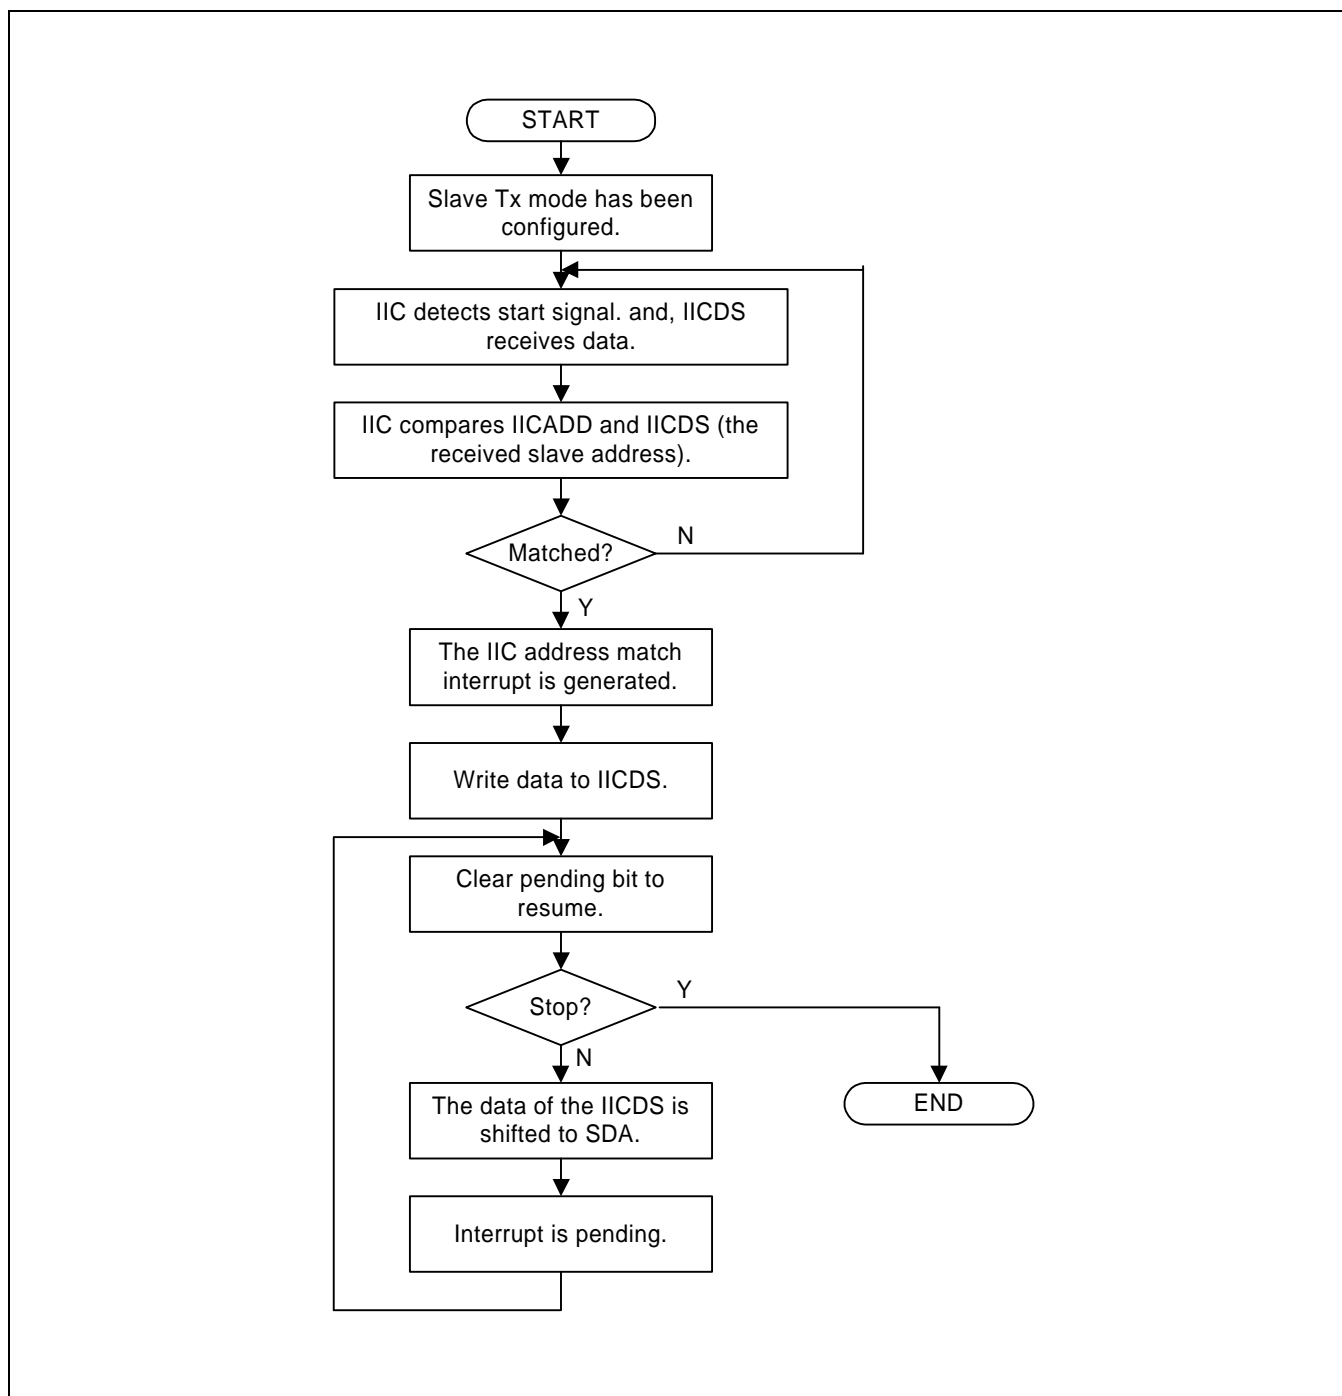 START
Slave Tx mode has been
configured.
IIC detects start signal. and, IICDS
receives data.
IIC compares IICADD and IICDS (the
received slave address).
Matched?
N
Y
The IIC address match
interrupt is generated.
Write data to IICDS.
Clear pending bit to
resume.
Stop?
Y
N
The data of the IICDS is
shifted to SDA.
END
Interrupt is pending.